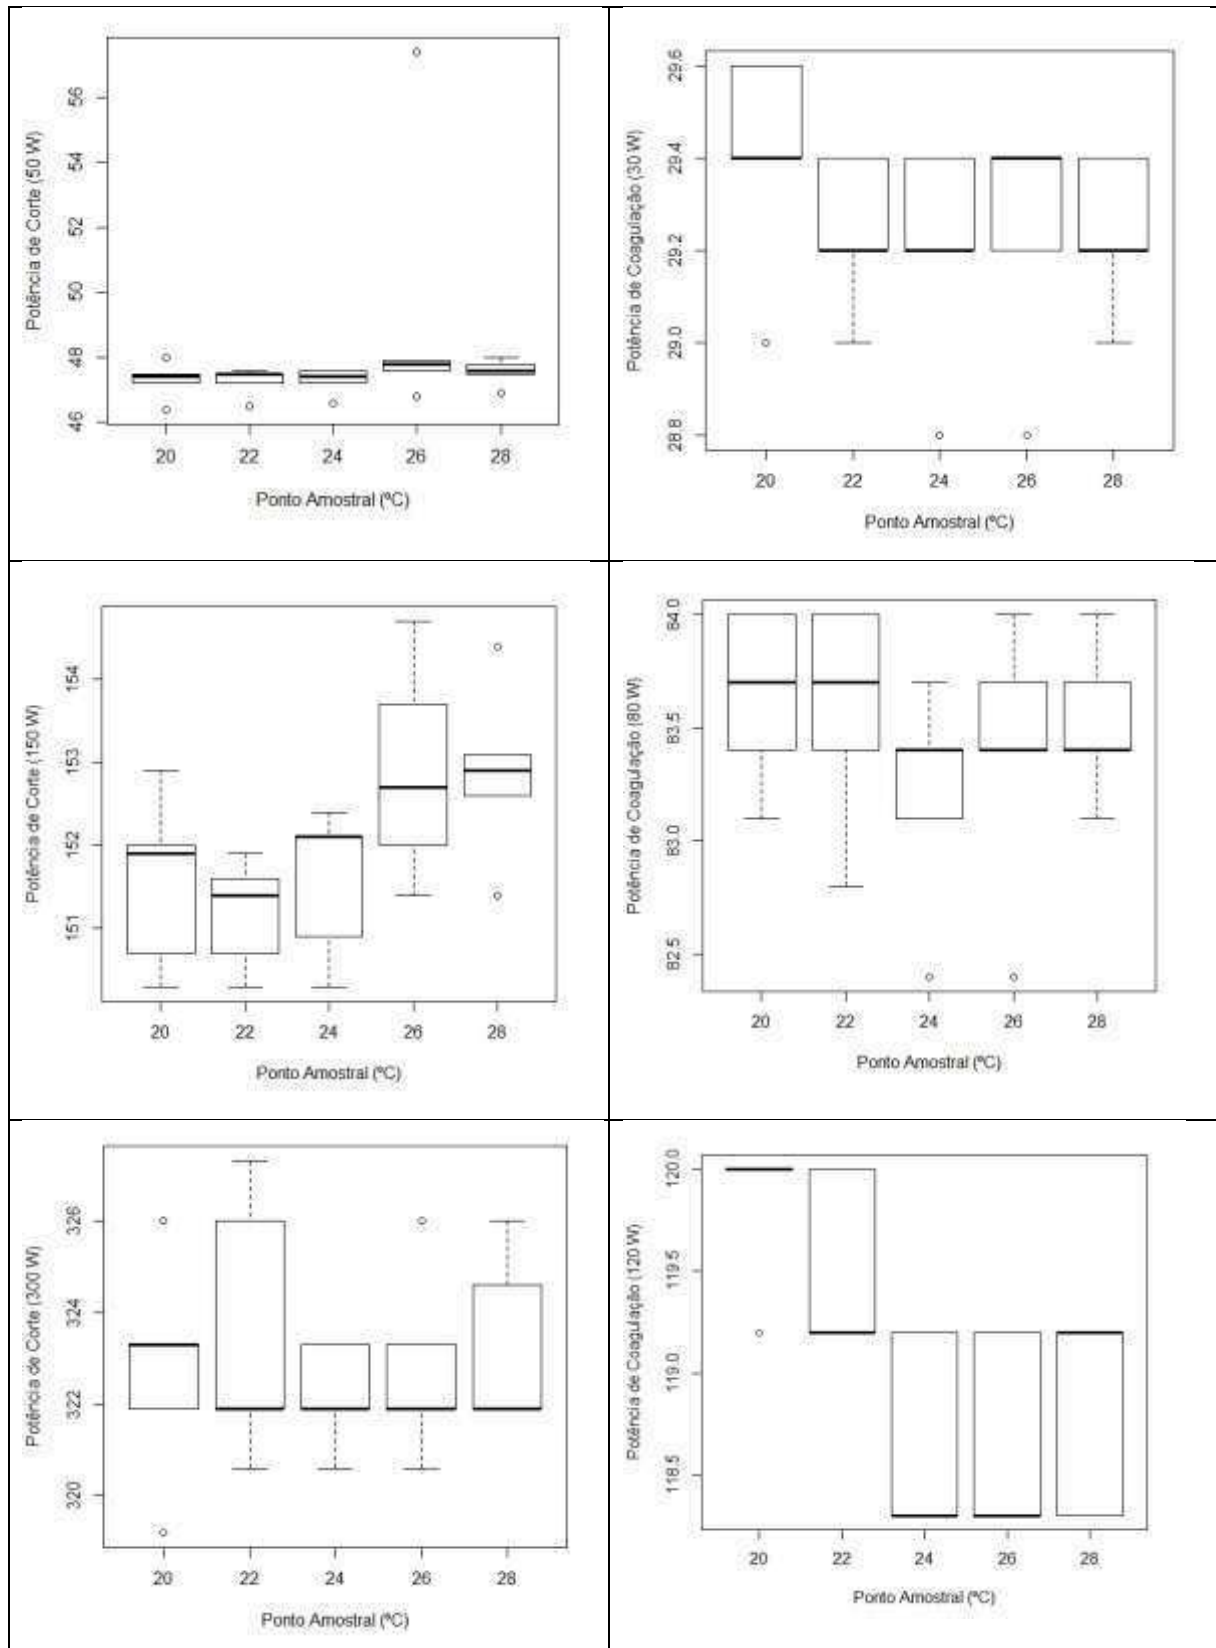 Potência de Corte (50 W)
56
54
52
50
48
46
20 22 24 26 28
Ponto Amostral (ºC)
Potência de Coagulação (30 W)
29.6
29.4
29.2
29.0
28.8
20 22 24 26 28
Ponto Amostral (ºC)
Potência de Corte (150 W)
154
153
152
151
20 22 24 26 28
Ponto Amostral (ºC)
Potência de Coagulação (80 W)
84.0
83.5
83.0
82.5
20 22 24 26 28
Ponto Amostral (ºC)
Potência de Corte (300 W)
326
324
322
320
20 22 24 26 28
Ponto Amostral (ºC)
Potência de Coagulação (120 W)
120.0
119.5
119.0
118.5
20 22 24 26 28
Ponto Amostral (ºC)